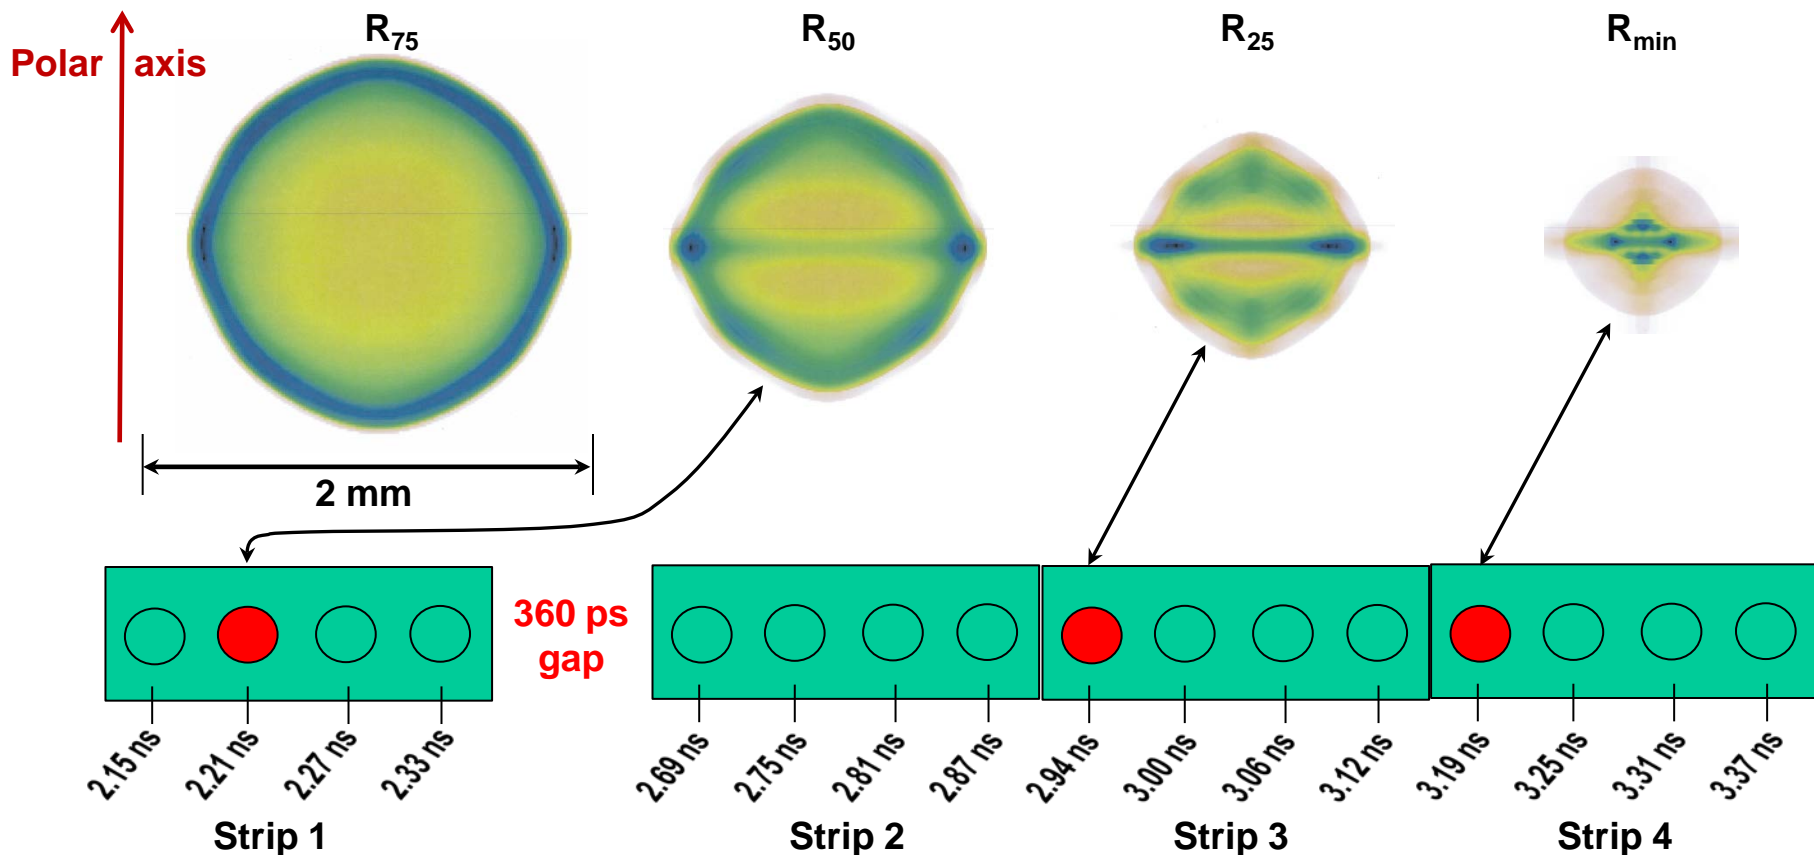 R75
R50
R25
Rmin
Polar axis
2 mm
360 ps
gap
2.15 ns
2.21 ns
2.27 ns
2.33 ns
2.69 ns
2.75 ns
2.81 ns
2.87 ns
2.94 ns
3.00 ns
3.06 ns
3.12 ns
3.19 ns
3.25 ns
3.31 ns
3.37 ns
Strip 1
Strip 2
Strip 3
Strip 4